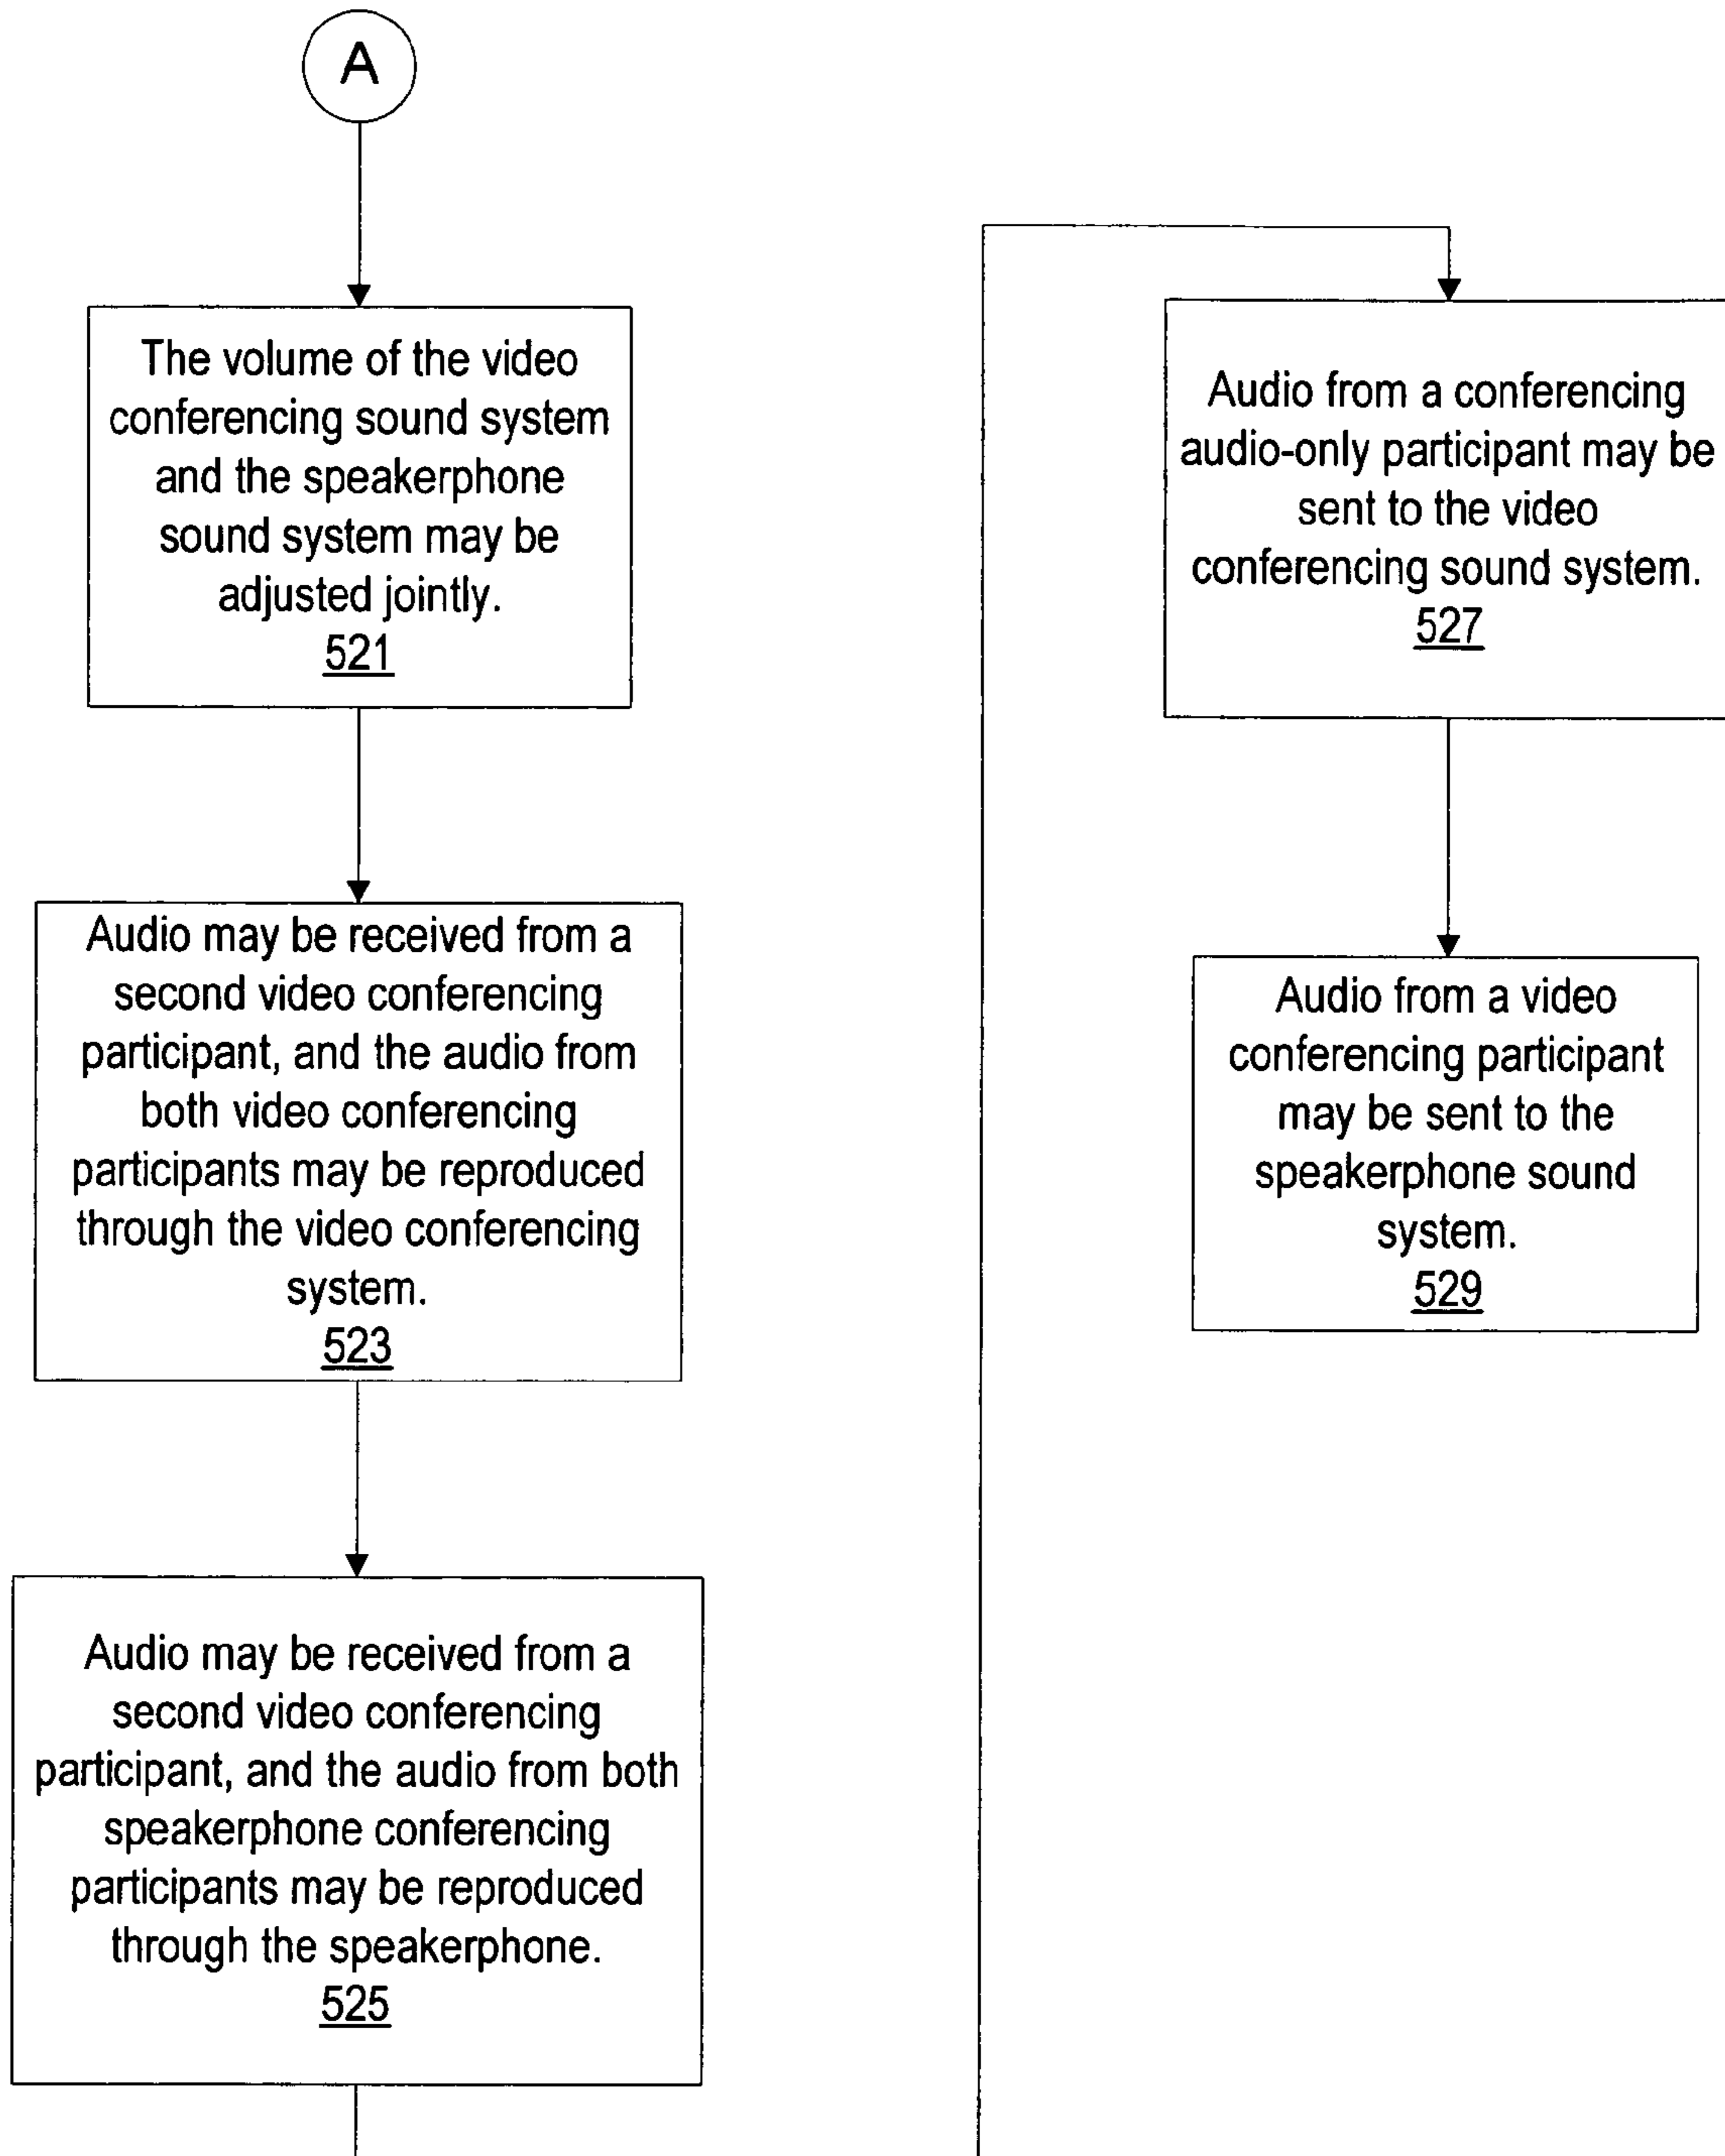 A
The volume of the video
conferencing sound system
and the speakerphone
sound system may be
adjusted jointly.
521
Audio may be received from a
second video conferencing
participant, and the audio from
both video conferencing
participants may be reproduced
through the video conferencing
system.
523
Audio may be received from a
second video conferencing
participant, and the audio from both
speakerphone conferencing
participants may be reproduced
through the speakerphone.
525
Audio from a conferencing
audio-only participant may be
sent to the video
conferencing sound system.
527
Audio from a video
conferencing participant
may be sent to the
speakerphone sound
system.
529